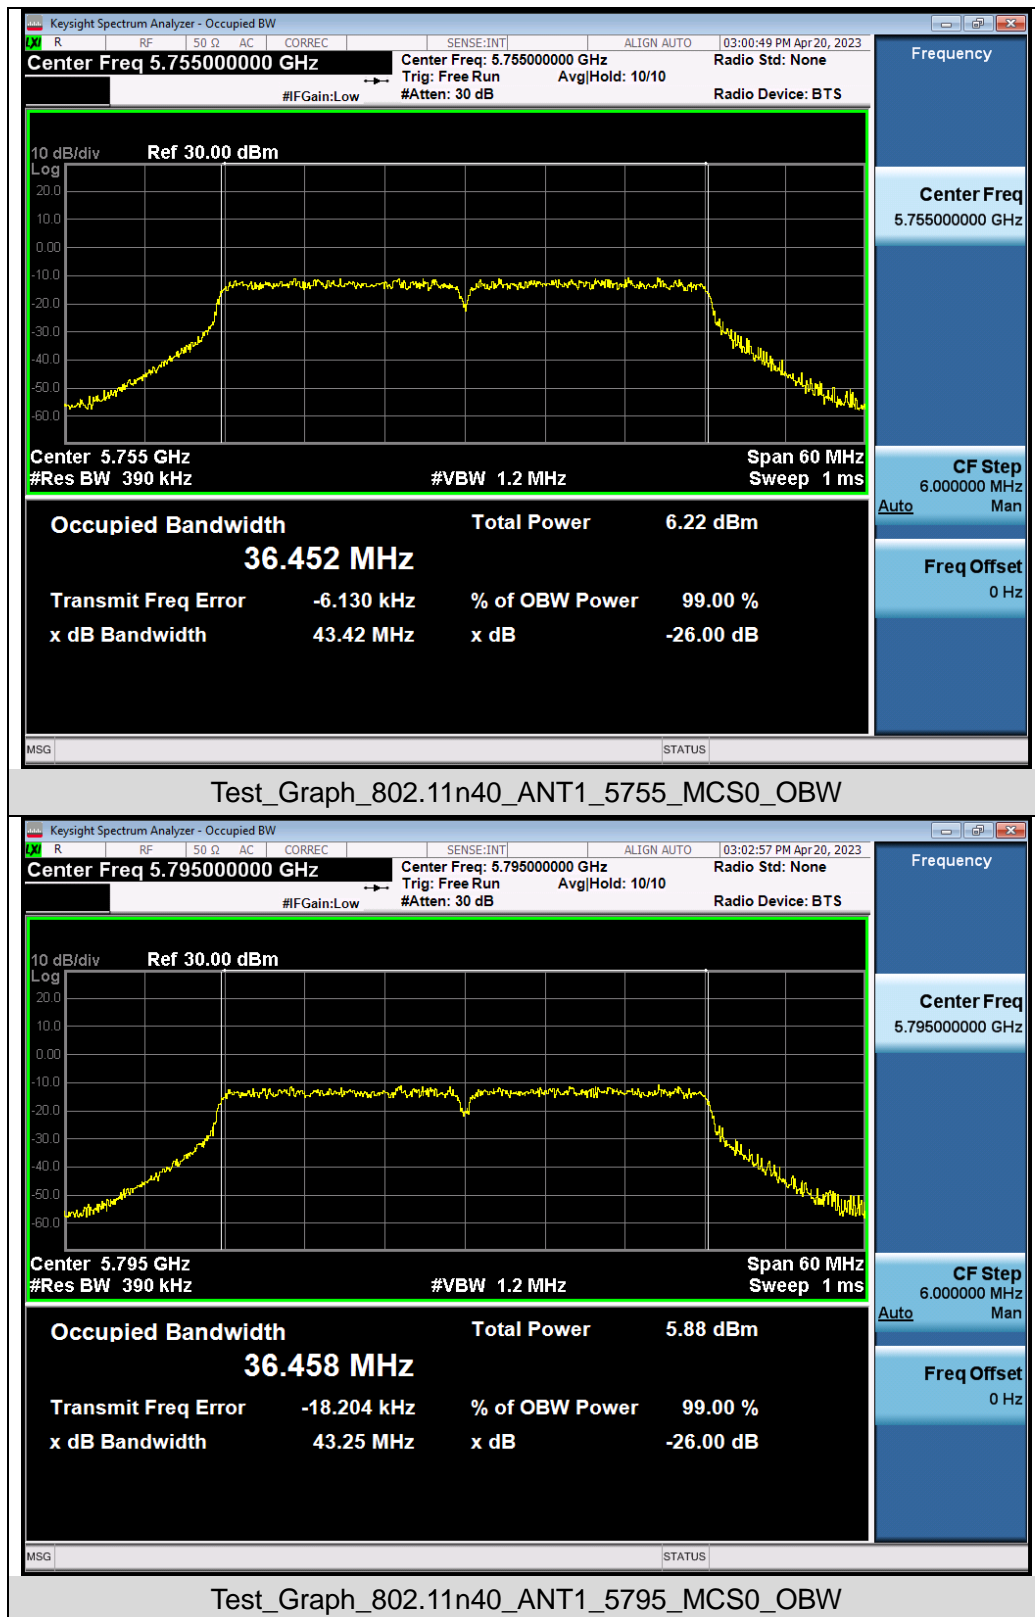 Keysight Spectrum Analyzer - Occupied BW
LXI R RF 50 Ω AC CORREC SENSE:INT ALIGN AUTO 03:00:49 PM Apr 20, 2023
Center Freq 5.755000000 GHz
Center Freq: 5.755000000 GHz
Radio Std: None
Trig: Free Run Avg|Hold: 10/10
#IFGain:Low
#Atten: 30 dB
Radio Device: BTS
10 dB/div Ref 30.00 dBm
Log
20.0
10.0
0.00
-10.0
-20.0
-30.0
-40.0
-50.0
-60.0
Center 5.755 GHz Span 60 MHz
#Res BW 390 kHz #VBW 1.2 MHz Sweep 1 ms
Occupied Bandwidth Total Power 6.22 dBm
36.452 MHz
Transmit Freq Error -6.130 kHz % of OBW Power 99.00 %
x dB Bandwidth 43.42 MHz x dB -26.00 dB
MSG STATUS
Frequency
Center Freq
5.755000000 GHz
CF Step
6.000000 MHz
Auto Man
Freq Offset
0 Hz
Test_Graph_802.11n40_ANT1_5755_MCS0_OBW
Keysight Spectrum Analyzer - Occupied BW
LXI R RF 50 Ω AC CORREC SENSE:INT ALIGN AUTO 03:02:57 PM Apr 20, 2023
Center Freq 5.795000000 GHz
Center Freq: 5.795000000 GHz
Radio Std: None
Trig: Free Run Avg|Hold: 10/10
#IFGain:Low
#Atten: 30 dB
Radio Device: BTS
10 dB/div Ref 30.00 dBm
Log
20.0
10.0
0.00
-10.0
-20.0
-30.0
-40.0
-50.0
-60.0
Center 5.795 GHz Span 60 MHz
#Res BW 390 kHz #VBW 1.2 MHz Sweep 1 ms
Occupied Bandwidth Total Power 5.88 dBm
36.458 MHz
Transmit Freq Error -18.204 kHz % of OBW Power 99.00 %
x dB Bandwidth 43.25 MHz x dB -26.00 dB
MSG STATUS
Frequency
Center Freq
5.795000000 GHz
CF Step
6.000000 MHz
Auto Man
Freq Offset
0 Hz
Test_Graph_802.11n40_ANT1_5795_MCS0_OBW